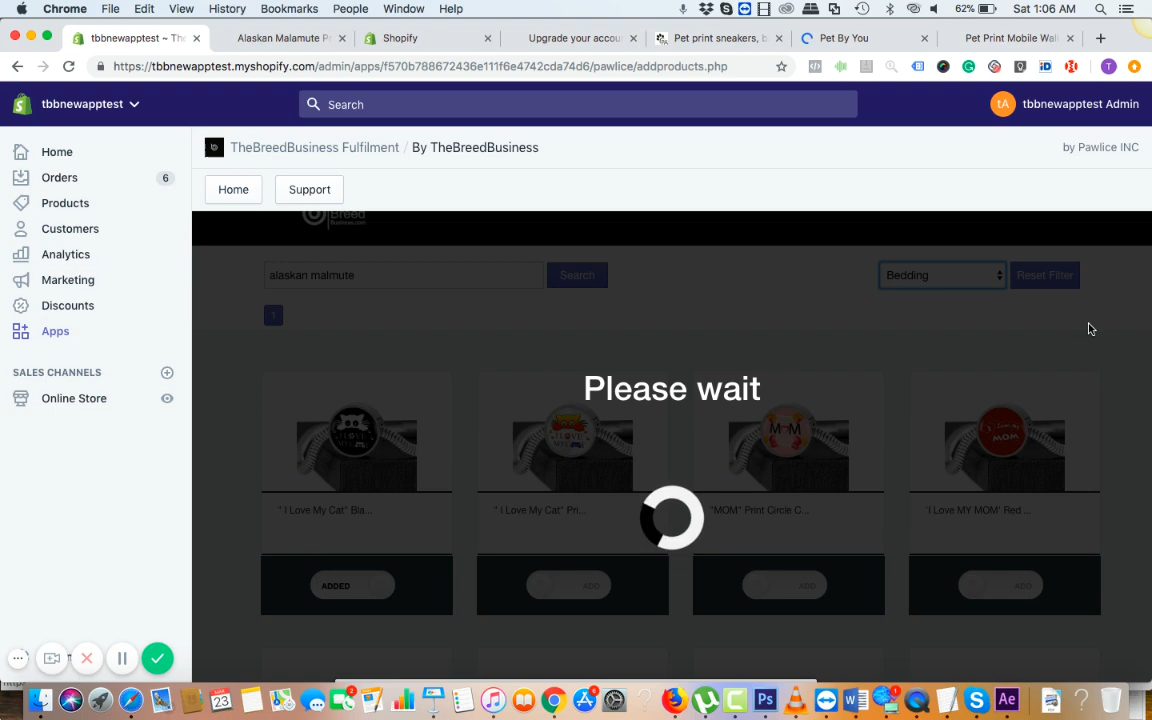 Chrome File Edit View History Bookmarks People Window Help 62% Sat 1:06 AM
tbbnewapptest ~ The Alaskan Malamute P Shopify Upgrade your accou Pet print sneakers, b Pet By You Pet Print Mobile Wal
https://tbbnewapptest.myshopify.com/admin/apps/f570b788672436e111f6e4742cda74d6/pawlice/addproducts.php T
tbbnewapptest Search tA tbbnewapptest Admin
Home
Orders 6
Products
Customers
Analytics
Marketing
Discounts
Apps
SALES CHANNELS
Online Store
TheBreedBusiness Fulfilment / By TheBreedBusiness by Pawlice INC
Home Support
Breed
Business.com
alaskan malmute Search Bedding Reset Filter
1
Please wait
MOM
" I Love My Cat" Bla... " I Love My Cat" Pri... "MOM" Print Circle C... 'I Love MY MOM' Red ...
ADDED ADD ADD ADD